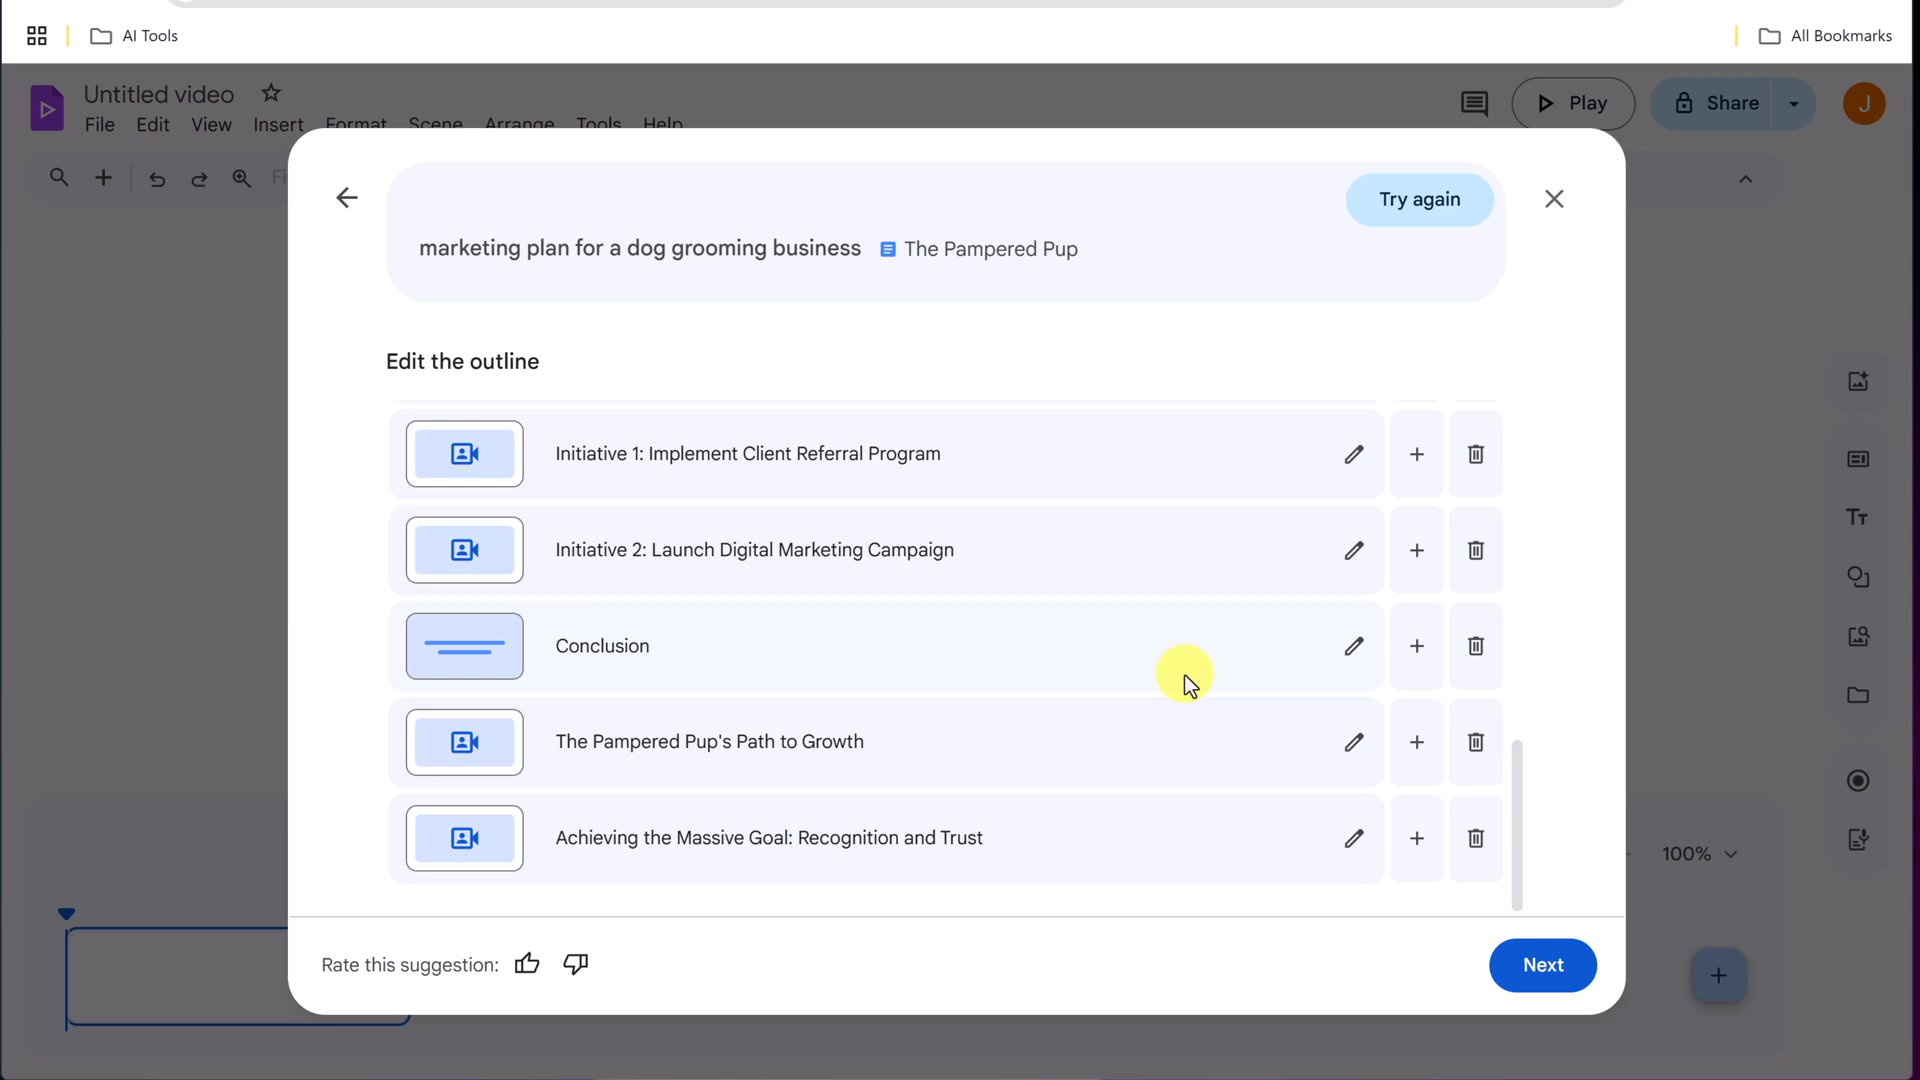 AI Tools
All Bookmarks
Untitled video
Play
Share
J
File Edit View Insert Format Scene Arrange Tools Help
Fi
Try again
marketing plan for a dog grooming business The Pampered Pup
Edit the outline
Initiative 1: Implement Client Referral Program
Initiative 2: Launch Digital Marketing Campaign
Conclusion
The Pampered Pup's Path to Growth
Achieving the Massive Goal: Recognition and Trust
100%
Rate this suggestion:
Next